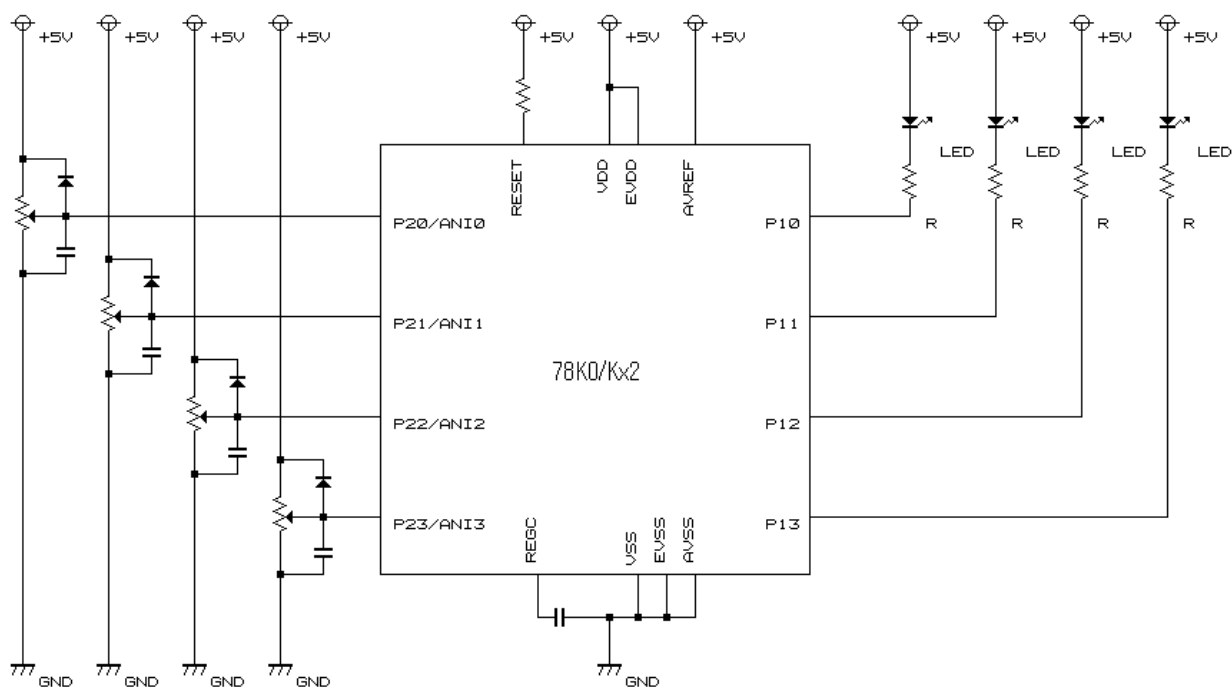 +5V +5V +5V +5V +5V +5V +5V +5V +5V +5V +5V
LED LED LED LED
RESET VDD EVDD AVREF
P20/ANI0 P10
R R R R
P21/ANI1 P11
78K0/Kx2
P22/ANI2 P12
P23/ANI3 P13
REGC VSS EVSS AVSS
GND GND GND GND GND